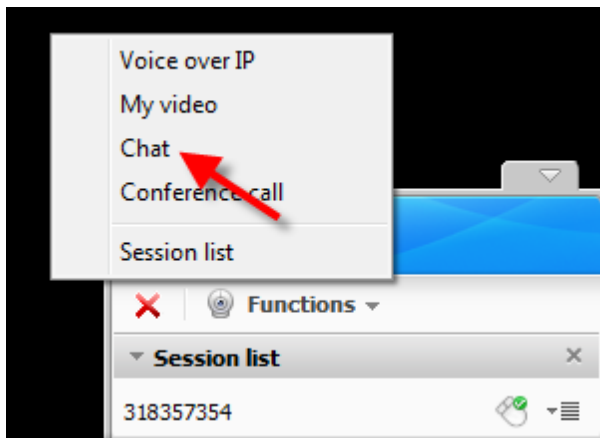 Voice over IP
My video
Chat
Conference call
Session list
Functions
Session list
318357354